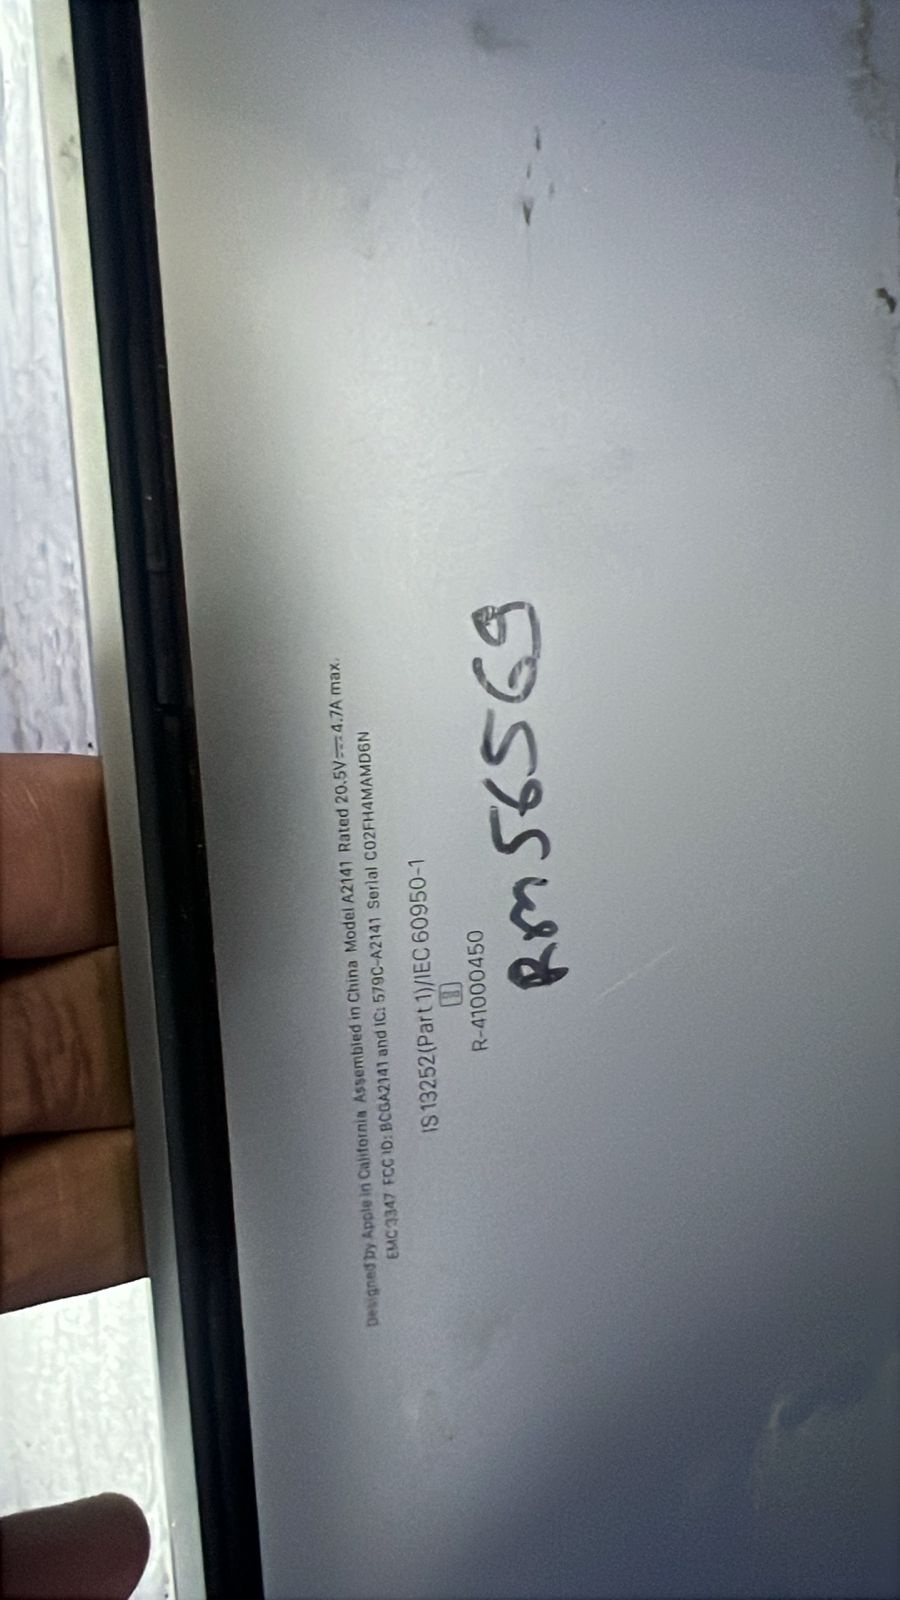 Designed by Apple in California Assembled in China Model A2141 Rated 20.5V⎓4.7A max.
EMC 3347 FCC ID: BCGA2141 and IC: 579C-A2141 Serial C02FH4MAMD6N
IS 13252(Part 1)/IEC 60950-1
R-41000450
Rm56569